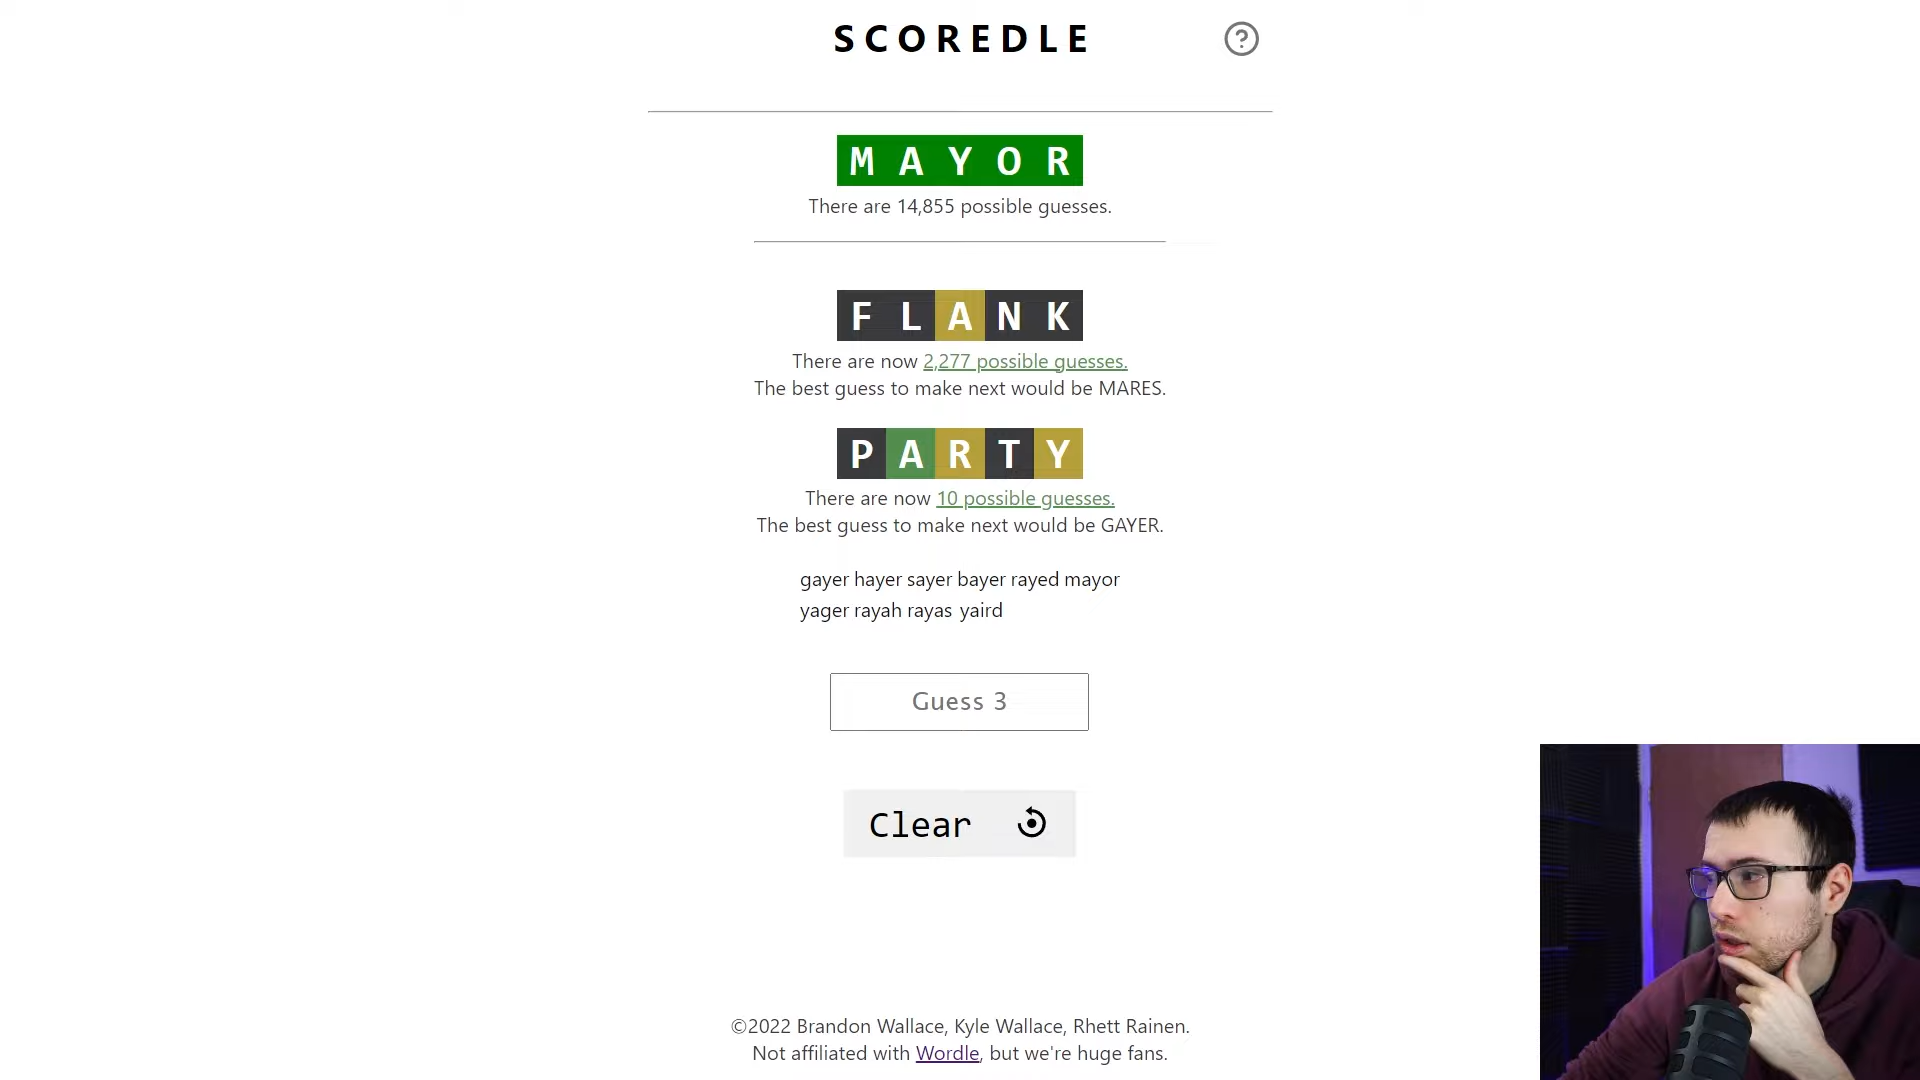 SCOREDLE
MAYOR
There are 14,855 possible guesses.
FLANK
There are now 2,277 possible guesses.
The best guess to make next would be MARES.
PARTY
There are now 10 possible guesses.
The best guess to make next would be GAYER.
gayer hayer sayer bayer rayed mayor
yager rayah rayas yaird
Guess 3
Clear
©2022 Brandon Wallace, Kyle Wallace, Rhett Rainen.
Not affiliated with Wordle, but we're huge fans.